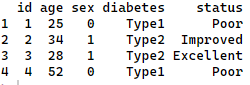 id age sex diabetes status
1 1 25 0 Type1 Poor
2 2 34 1 Type2 Improved
3 3 28 1 Type2 Excellent
4 4 52 0 Type1 Poor